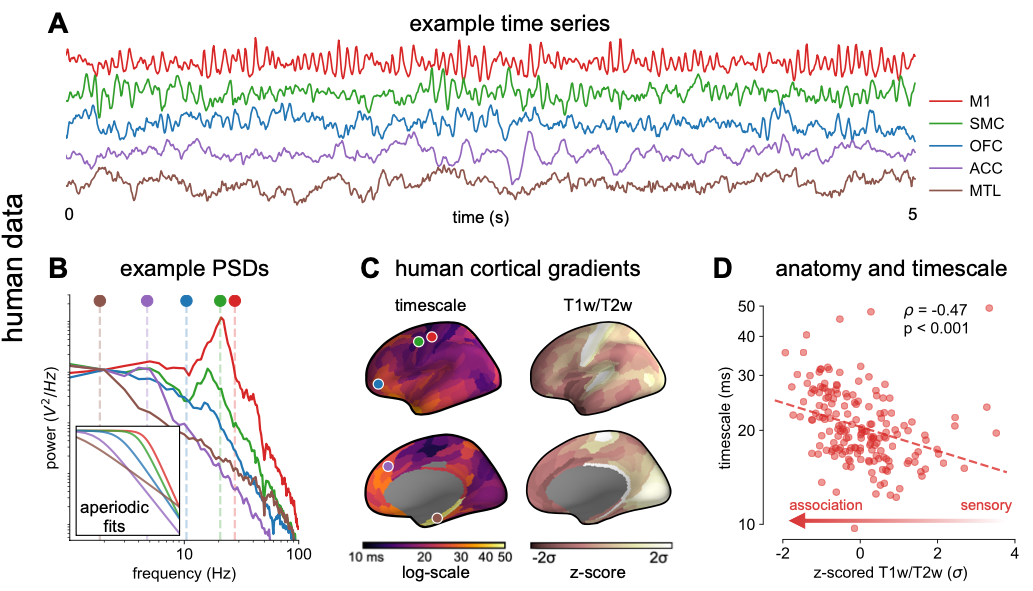 A
example time series
M1
SMC
OFC
ACC
MTL
0
time (s)
5
human data
B
example PSDs
power (V²/Hz)
aperiodic
fits
10
100
frequency (Hz)
C
human cortical gradients
timescale
T1w/T2w
10 ms
20
30
40
50
log-scale
-2σ
2σ
z-score
D
anatomy and timescale
ρ = -0.47
p < 0.001
50
40
30
20
10
timescale (ms)
association
sensory
-2
0
2
4
z-scored T1w/T2w (σ)